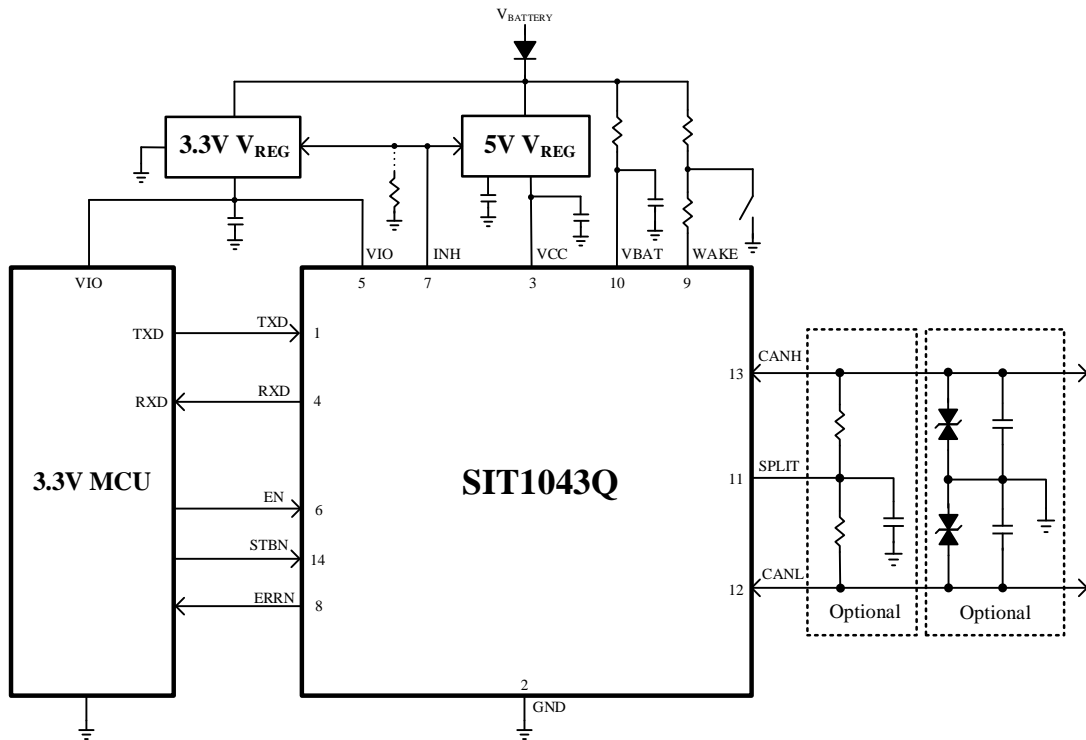 VBATTERY
3.3V VREG
5V VREG
VIO
INH
VCC
VBAT
WAKE
5
7
3
10
9
VIO
TXD
RXD
3.3V MCU
TXD
RXD
EN
STBN
ERRN
1
4
6
14
8
SIT1043Q
13
11
12
2
GND
CANH
SPLIT
CANL
Optional
Optional